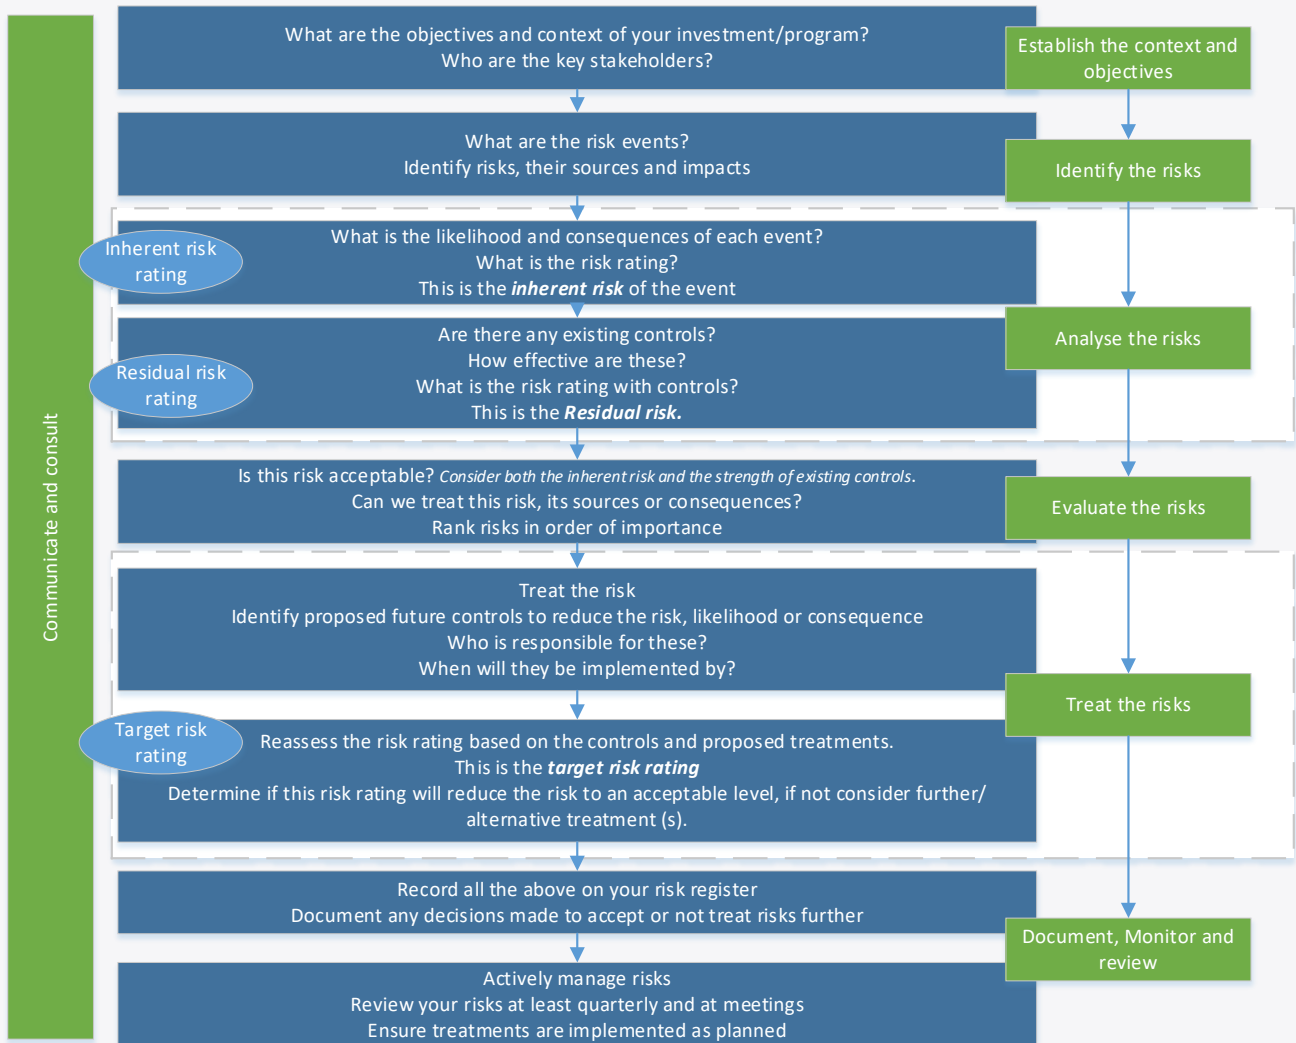 Communicate and consult
What are the objectives and context of your investment/program?
Who are the key stakeholders?
Establish the context and
objectives
What are the risk events?
Identify risks, their sources and impacts
Identify the risks
Inherent risk
rating
What is the likelihood and consequences of each event?
What is the risk rating?
This is the inherent risk of the event
Residual risk
rating
Are there any existing controls?
How effective are these?
What is the risk rating with controls?
This is the Residual risk.
Analyse the risks
Is this risk acceptable? Consider both the inherent risk and the strength of existing controls.
Can we treat this risk, its sources or consequences?
Rank risks in order of importance
Evaluate the risks
Treat the risk
Identify proposed future controls to reduce the risk, likelihood or consequence
Who is responsible for these?
When will they be implemented by?
Treat the risks
Target risk
rating
Reassess the risk rating based on the controls and proposed treatments.
This is the target risk rating
Determine if this risk rating will reduce the risk to an acceptable level, if not consider further/
alternative treatment (s).
Record all the above on your risk register
Document any decisions made to accept or not treat risks further
Document, Monitor and
review
Actively manage risks
Review your risks at least quarterly and at meetings
Ensure treatments are implemented as planned